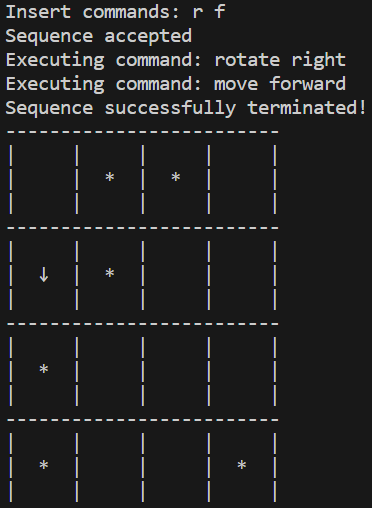 Insert commands: r f
Sequence accepted
Executing command: rotate right
Executing command: move forward
Sequence successfully terminated!
-------------------------
|     |     |     |     |
|     |  *  |  *  |     |
|     |     |     |     |
-------------------------
|     |     |     |     |
|  ↓  |  *  |     |     |
|     |     |     |     |
-------------------------
|     |     |     |     |
|  *  |     |     |     |
|     |     |     |     |
-------------------------
|     |     |     |     |
|  *  |     |     |  *  |
|     |     |     |     |